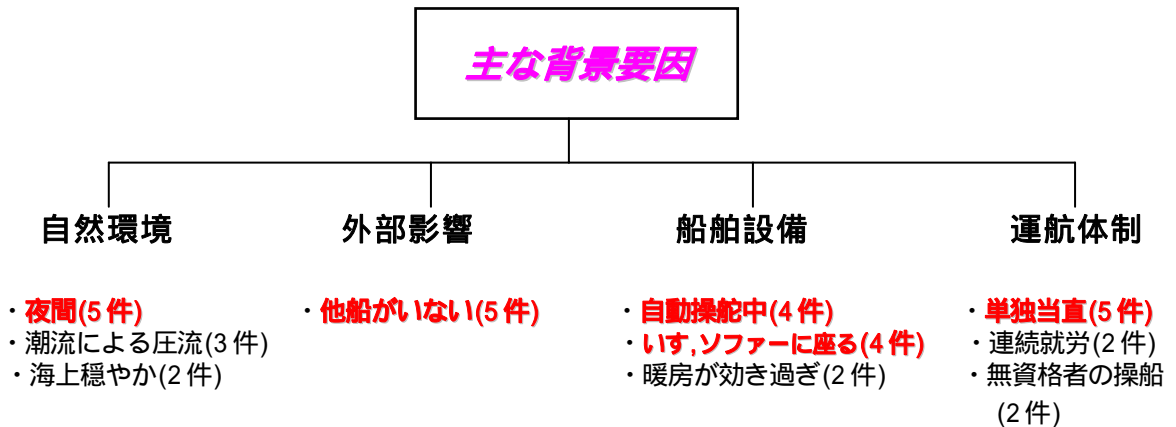 主な背景要因
自然環境
・夜間(5件)
・潮流による圧流(3件)
・海上穏やか(2件)
外部影響
・他船がいない(5件)
船舶設備
・自動操舵中(4件)
・いす,ソファーに座る(4件)
・暖房が効き過ぎ(2件)
運航体制
・単独当直(5件)
・連続就労(2件)
・無資格者の操船
(2件)